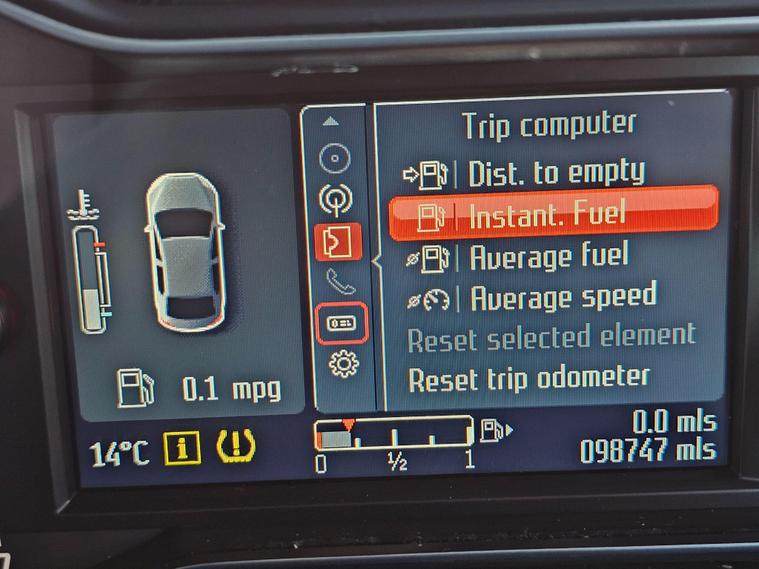 Trip computer
Dist. to empty
Instant. Fuel
Average fuel
Average speed
Reset selected element
Reset trip odometer
0.1 mpg
14°C
0 ½ 1
0.0 mls
098747 mls